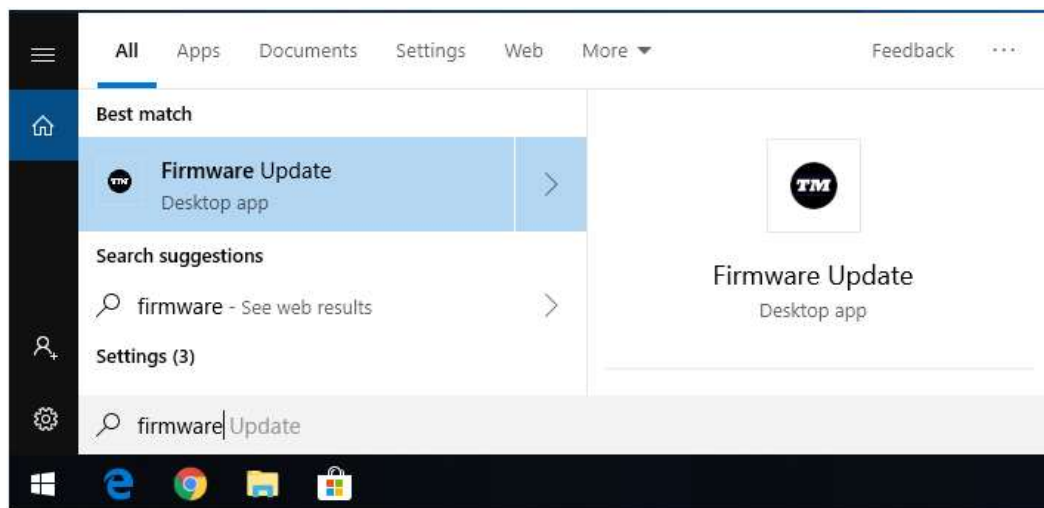 All Apps Documents Settings Web More Feedback ...
Best match
Firmware Update
Desktop app
Search suggestions
firmware - See web results
Settings (3)
firmware Update
TM
Firmware Update
Desktop app